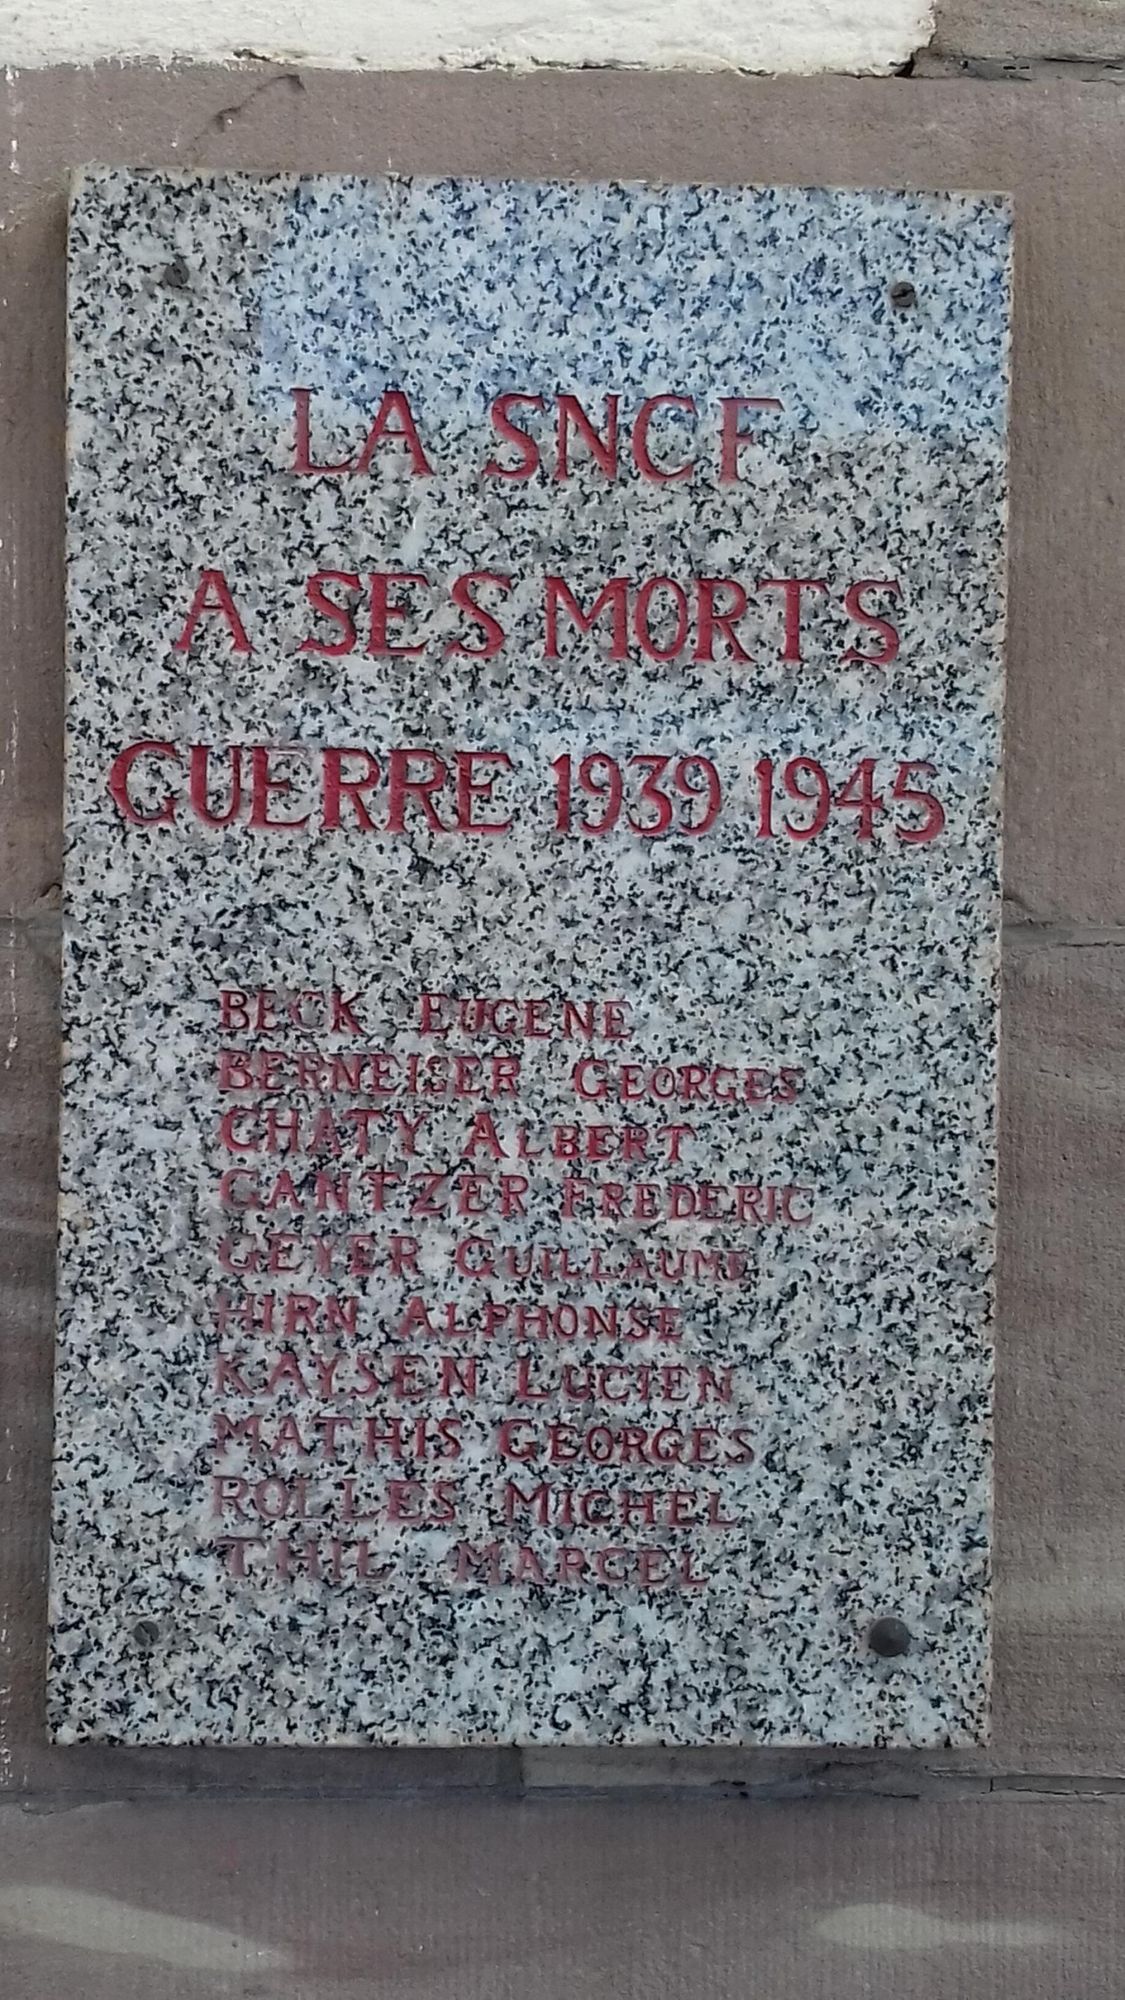 LA SNCF
A SES MORTS
GUERRE 1939 1945
BECK EUGENE
BERNEISER GEORGES
CHATY ALBERT
GANTZER FREDERIC
GEYER GUILLAUME
HIRN ALPHONSE
KAYSEN LUCIEN
MATHIS GEORGES
ROLLES MICHEL
THIL MARCEL